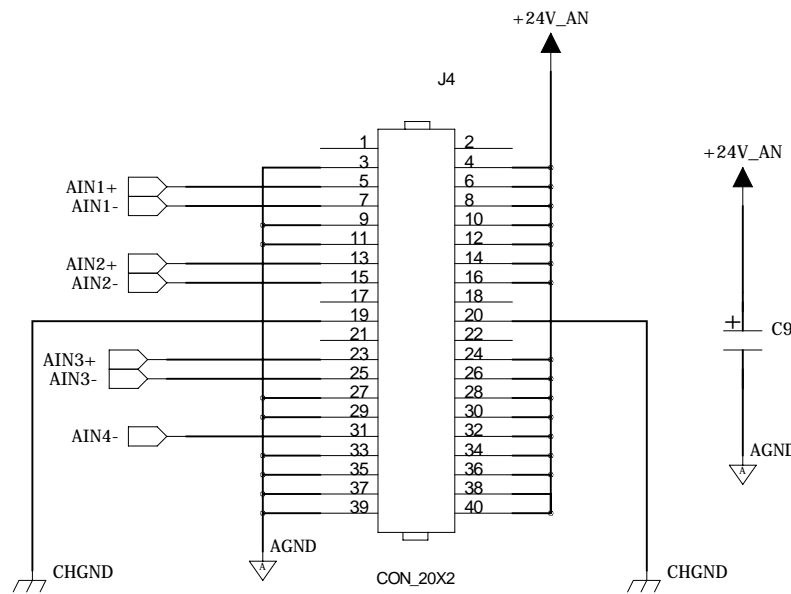 +24V_AN
J4
+24V_AN
1 2
3 4
AIN1+ 5 6
AIN1- 7 8
9 10
11 12
AIN2+ 13 14
AIN2- 15 16
17 18
19 20
21 22
AIN3+ 23 24
AIN3- 25 26
27 28
29 30
AIN4- 31 32
33 34
35 36
37 38
39 40
+ C9
AGND
A
AGND
A
CHGND
CON_20X2
CHGND